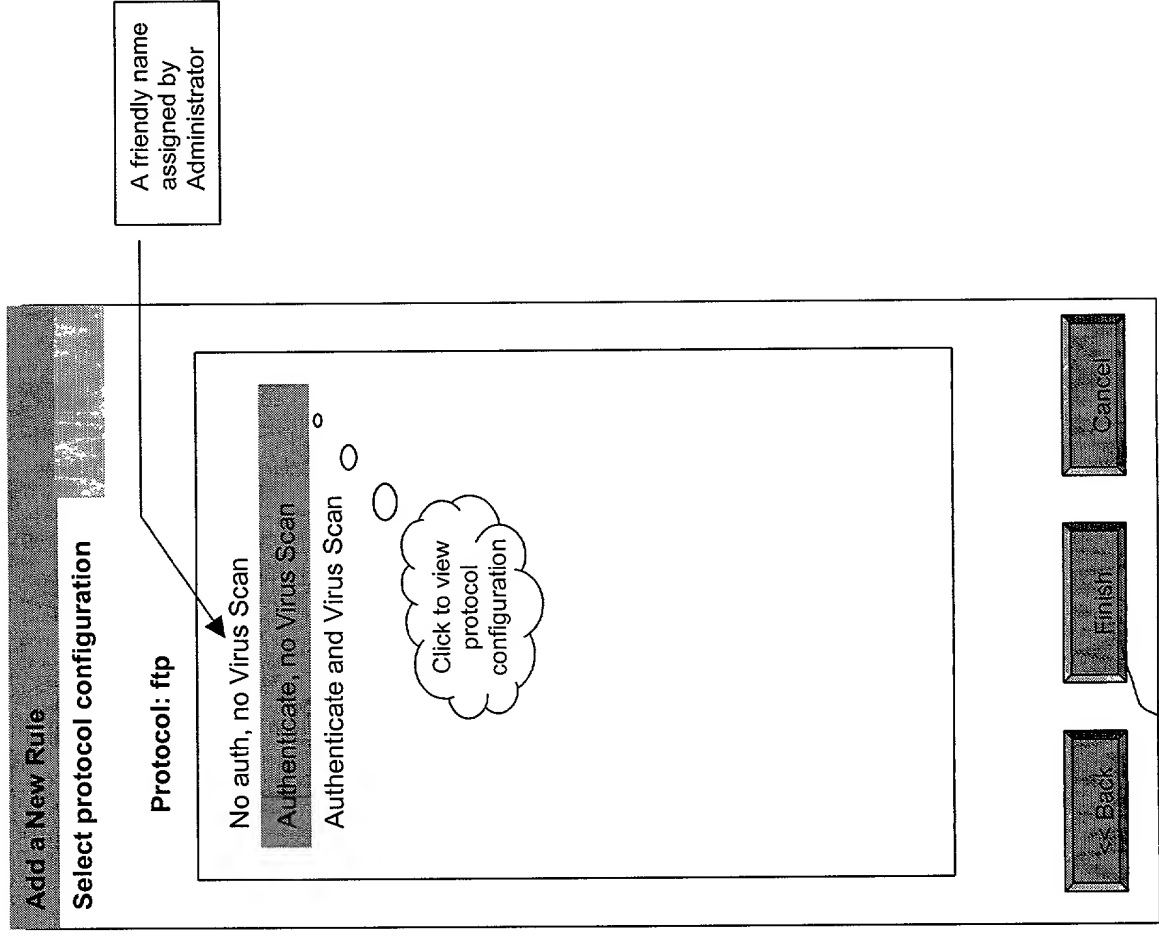 Add a New Rule
Select protocol configuration
Protocol: ftp
No auth, no Virus Scan
Authenticate, no Virus Scan
Authenticate and Virus Scan
Click to view
protocol
configuration
A friendly name
assigned by
Administrator
<< Back
Finish
Cancel